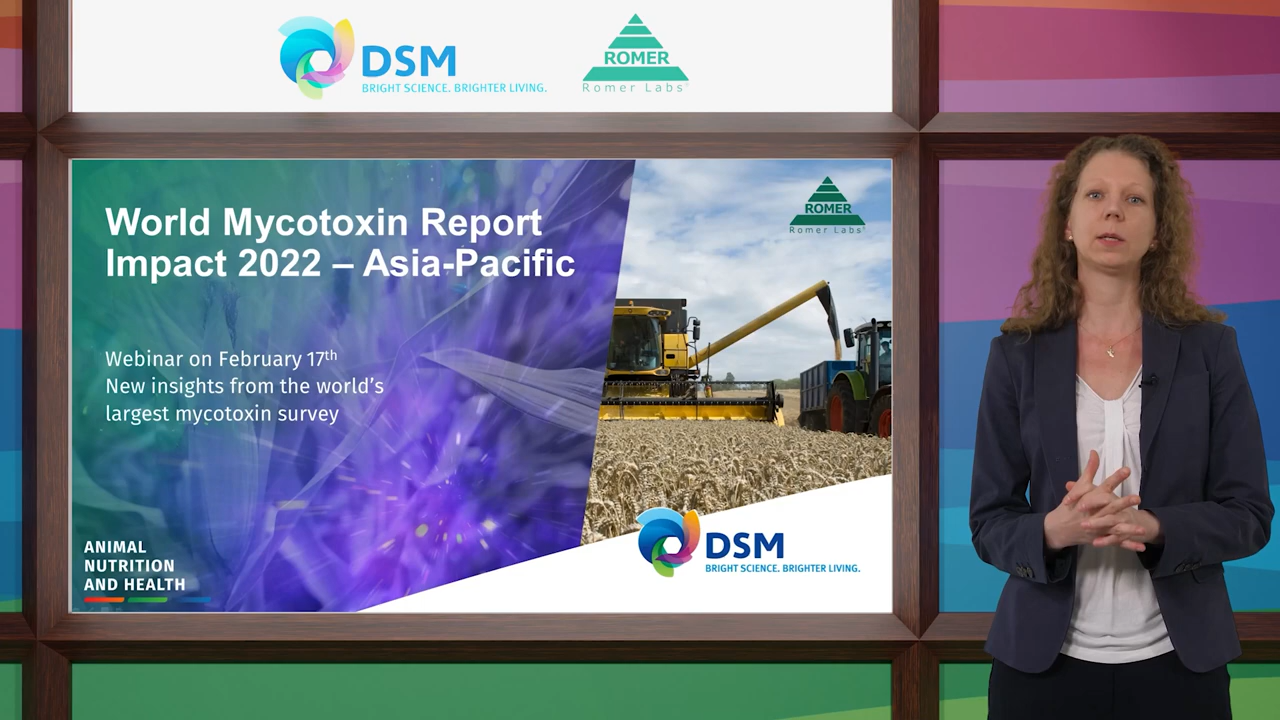 DSM
BRIGHT SCIENCE. BRIGHTER LIVING.
ROMER
Romer Labs®
World Mycotoxin Report
Impact 2022 – Asia-Pacific
ROMER
Romer Labs®
Webinar on February 17th
New insights from the world's
largest mycotoxin survey
ANIMAL
NUTRITION
AND HEALTH
DSM
BRIGHT SCIENCE. BRIGHTER LIVING.